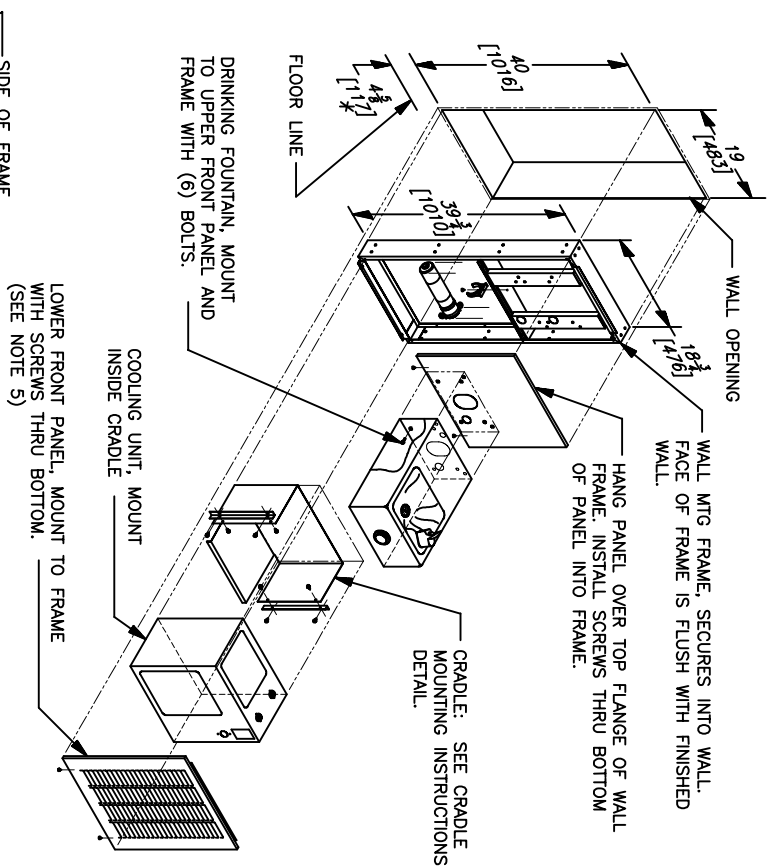 19
[483]
WALL OPENING
40
[1016]
4 5/8
[117]
*
FLOOR LINE
39 3/4
[1010]
18 3/4
[476]
WALL MTG FRAME, SECURES INTO WALL.
FACE OF FRAME IS FLUSH WITH FINISHED
WALL.
HANG PANEL OVER TOP FLANGE OF WALL
FRAME. INSTALL SCREWS THRU BOTTOM
OF PANEL INTO FRAME.
DRINKING FOUNTAIN, MOUNT
TO UPPER FRONT PANEL AND
FRAME WITH (6) BOLTS.
CRADLE: SEE CRADLE
MOUNTING INSTRUCTIONS
DETAIL.
COOLING UNIT, MOUNT
INSIDE CRADLE
LOWER FRONT PANEL, MOUNT TO FRAME
WITH SCREWS THRU BOTTOM.
(SEE NOTE 5)
SIDE OF FRAME